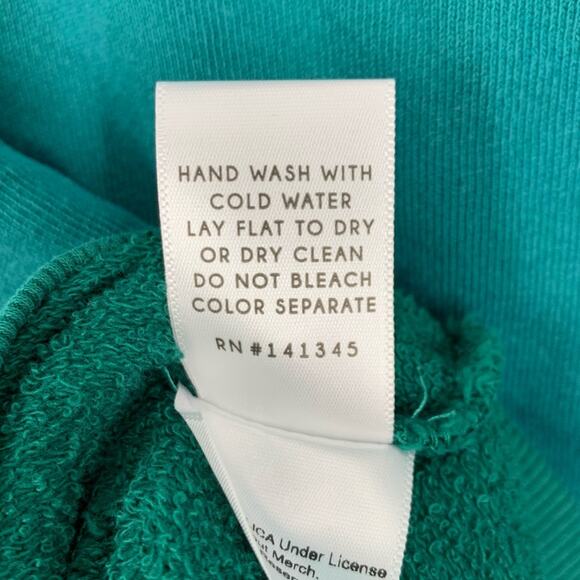 HAND WASH WITH
COLD WATER
LAY FLAT TO DRY
OR DRY CLEAN
DO NOT BLEACH
COLOR SEPARATE
RN #141345
Under License
Merch.